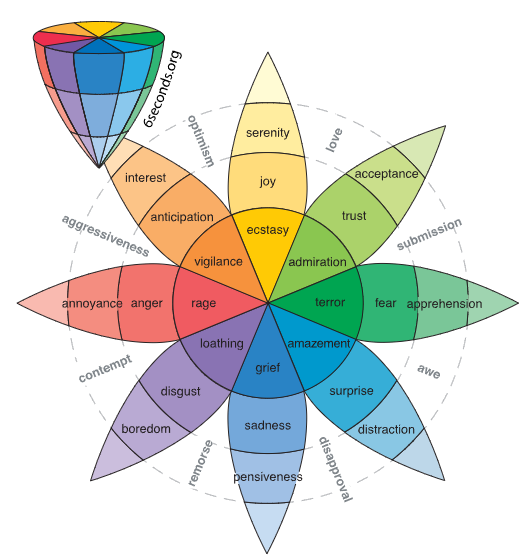 6seconds.org
optimism
serenity
love
interest
joy
acceptance
anticipation
trust
aggressiveness
ecstasy
submission
vigilance
admiration
annoyance
anger
rage
terror
fear
apprehension
loathing
amazement
grief
contempt
disgust
surprise
awe
boredom
sadness
distraction
remorse
pensiveness
disapproval